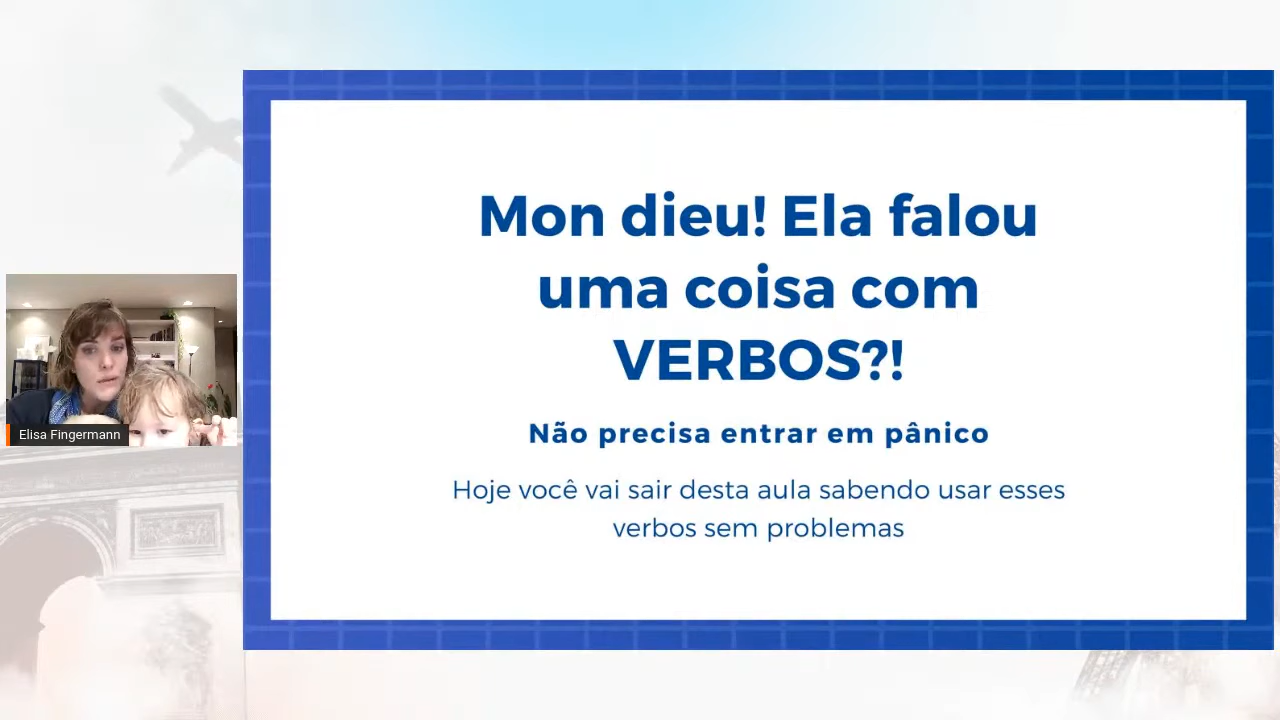 Mon dieu! Ela falou
uma coisa com
VERBOS?!
Não precisa entrar em pânico
Hoje você vai sair desta aula sabendo usar esses
verbos sem problemas
Elisa Fingermann